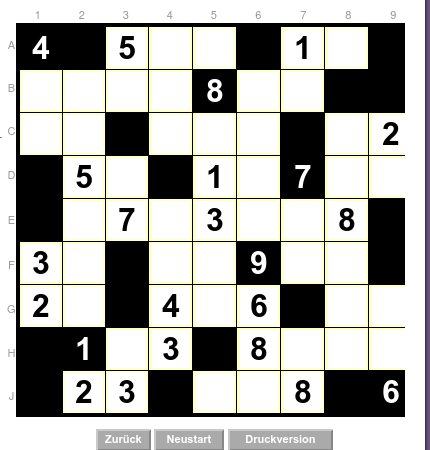 1 2 3 4 5 6 7 8 9
A 4 5 1
B 8
C 2
D 5 1 7
E 7 3 8
F 3 9
G 2 4 6
H 1 3 8
J 2 3 8 6
Zurück Neustart Druckversion